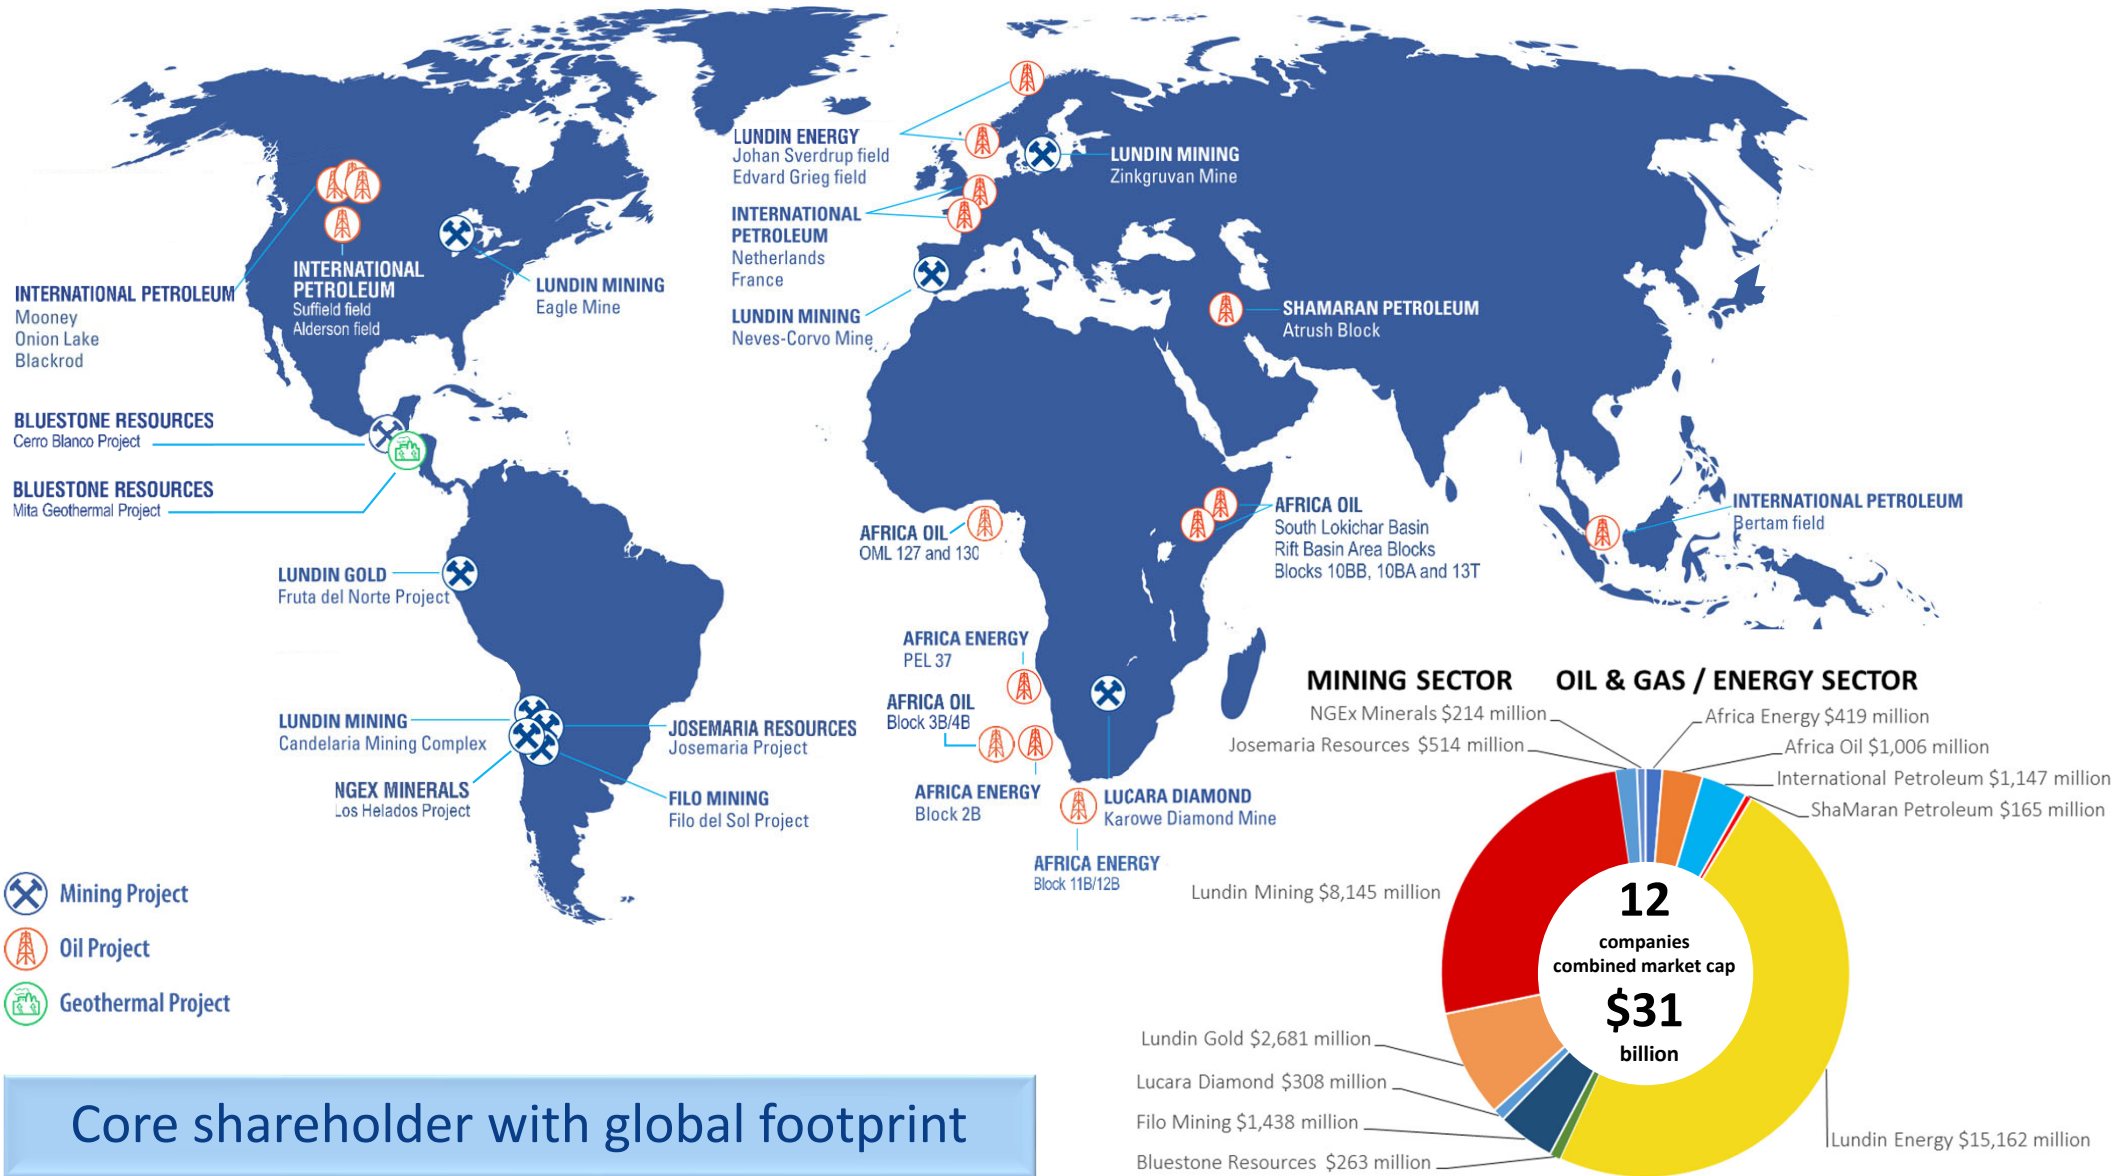 LUNDIN ENERGY
Johan Sverdrup field
Edvard Grieg field
LUNDIN MINING
Zinkgruvan Mine
INTERNATIONAL
PETROLEUM
Netherlands
France
LUNDIN MINING
Neves-Corvo Mine
INTERNATIONAL PETROLEUM
Mooney
Onion Lake
Blackrod
INTERNATIONAL
PETROLEUM
Suffield field
Alderson field
LUNDIN MINING
Eagle Mine
SHAMARAN PETROLEUM
Atrush Block
BLUESTONE RESOURCES
Cerro Blanco Project
BLUESTONE RESOURCES
Mita Geothermal Project
LUNDIN GOLD
Fruta del Norte Project
AFRICA OIL
OML 127 and 130
AFRICA OIL
South Lokichar Basin
Rift Basin Area Blocks
Blocks 10BB, 10BA and 13T
INTERNATIONAL PETROLEUM
Bertam field
AFRICA ENERGY
PEL 37
AFRICA OIL
Block 3B/4B
AFRICA ENERGY
Block 2B
LUCARA DIAMOND
Karowe Diamond Mine
AFRICA ENERGY
Block 11B/12B
LUNDIN MINING
Candelaria Mining Complex
JOSEMARIA RESOURCES
Josemaria Project
NGEX MINERALS
Los Helados Project
FILO MINING
Filo del Sol Project
Mining Project
Oil Project
Geothermal Project
MINING SECTOR
OIL & GAS / ENERGY SECTOR
NGEx Minerals $214 million
Africa Energy $419 million
Josemaria Resources $514 million
Africa Oil $1,006 million
International Petroleum $1,147 million
ShaMaran Petroleum $165 million
Lundin Mining $8,145 million
12
companies
combined market cap
$31
billion
Lundin Gold $2,681 million
Lucara Diamond $308 million
Filo Mining $1,438 million
Bluestone Resources $263 million
Lundin Energy $15,162 million
Core shareholder with global footprint